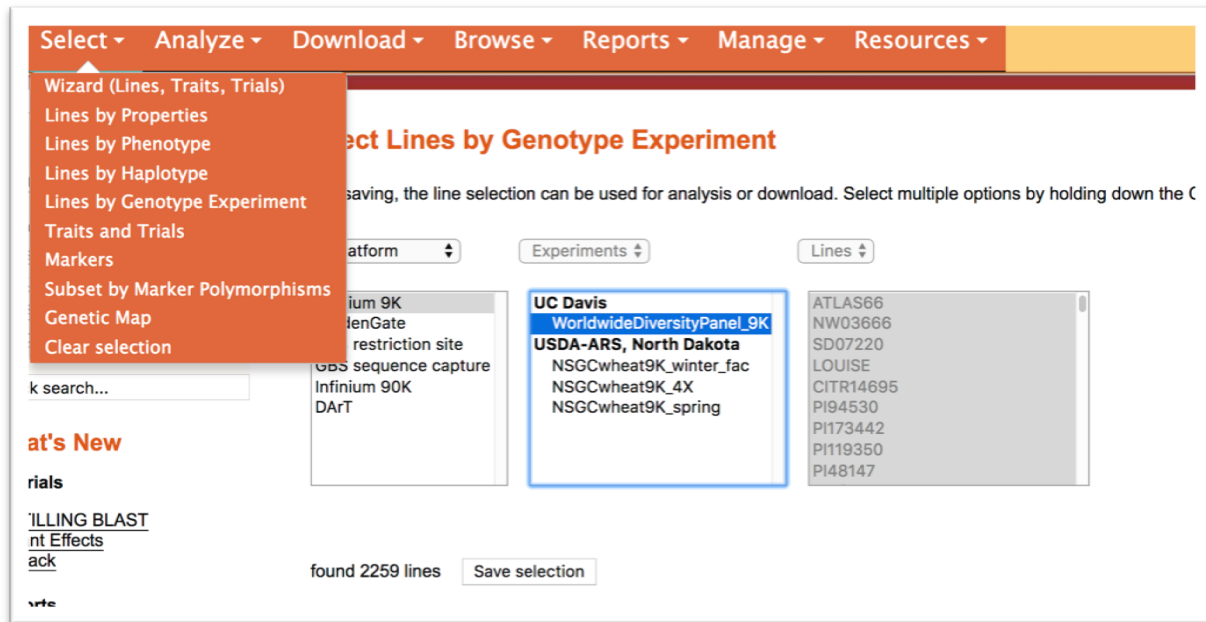 Select Analyze Download Browse Reports Manage Resources
Wizard (Lines, Traits, Trials)
Lines by Properties
Lines by Phenotype
Lines by Haplotype
Lines by Genotype Experiment
Traits and Trials
Markers
Subset by Marker Polymorphisms
Genetic Map
Clear selection
ect Lines by Genotype Experiment
saving, the line selection can be used for analysis or download. Select multiple options by holding down the C
atform Experiments Lines
ium 9K
denGate
restriction site
GBS sequence capture
Infinium 90K
DArT
UC Davis
WorldwideDiversityPanel_9K
USDA-ARS, North Dakota
NSGCwheat9K_winter_fac
NSGCwheat9K_4X
NSGCwheat9K_spring
ATLAS66
NW03666
SD07220
LOUISE
CITR14695
PI94530
PI173442
PI119350
PI48147
k search...
at's New
rials
ILLING BLAST
nt Effects
ack
found 2259 lines Save selection